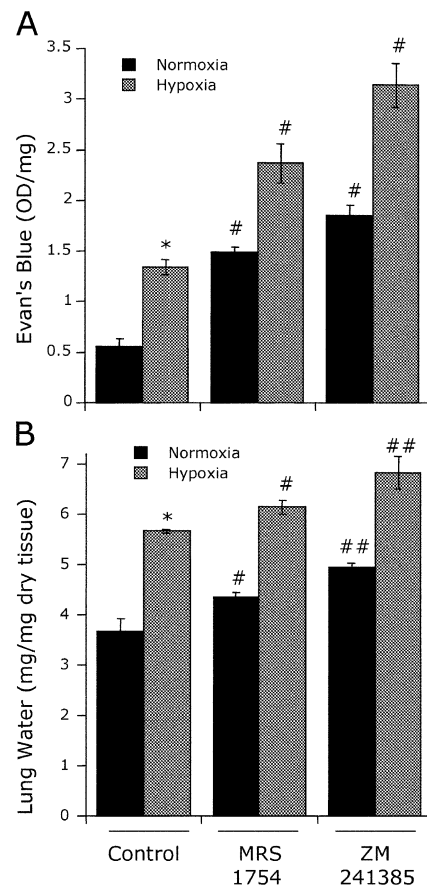 A
Normoxia
Hypoxia
Evan's Blue (OD/mg)
3.5
3
2.5
2
1.5
1
0.5
0
*
#
#
#
#
B
Normoxia
Hypoxia
Lung Water (mg/mg dry tissue)
7
6
5
4
3
2
1
0
*
#
#
##
##
Control
MRS
1754
ZM
241385